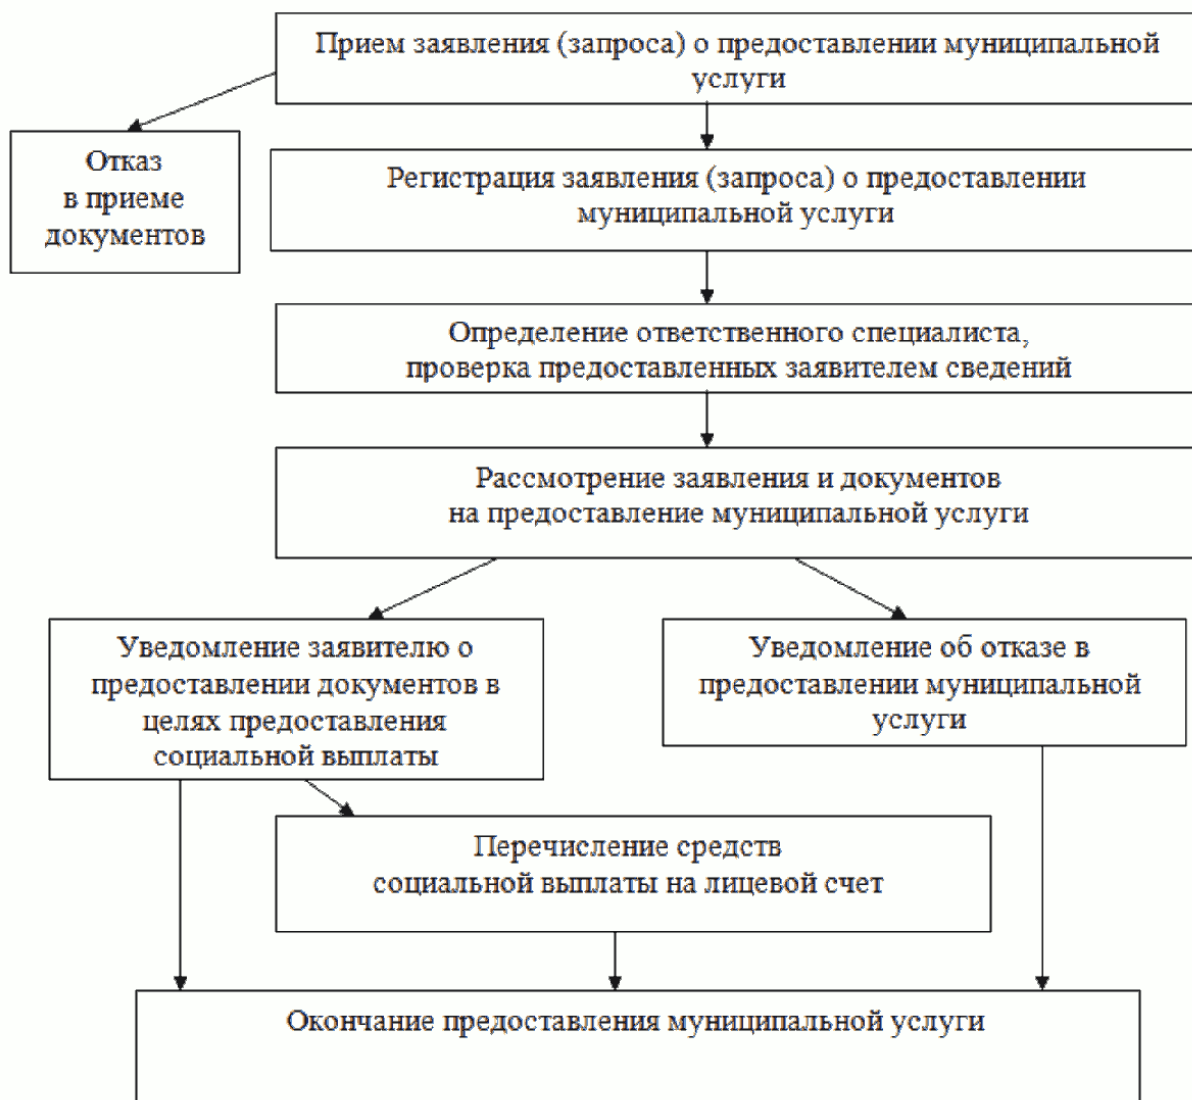 Прием заявления (запроса) о предоставлении муниципальной
услуги
Отказ
в приеме
документов
Регистрация заявления (запроса) о предоставлении
муниципальной услуги
Определение ответственного специалиста,
проверка предоставленных заявителем сведений
Рассмотрение заявления и документов
на предоставление муниципальной услуги
Уведомление заявителю о
предоставлении документов в
целях предоставления
социальной выплаты
Уведомление об отказе в
предоставлении муниципальной
услуги
Перечисление средств
социальной выплаты на лицевой счет
Окончание предоставления муниципальной услуги